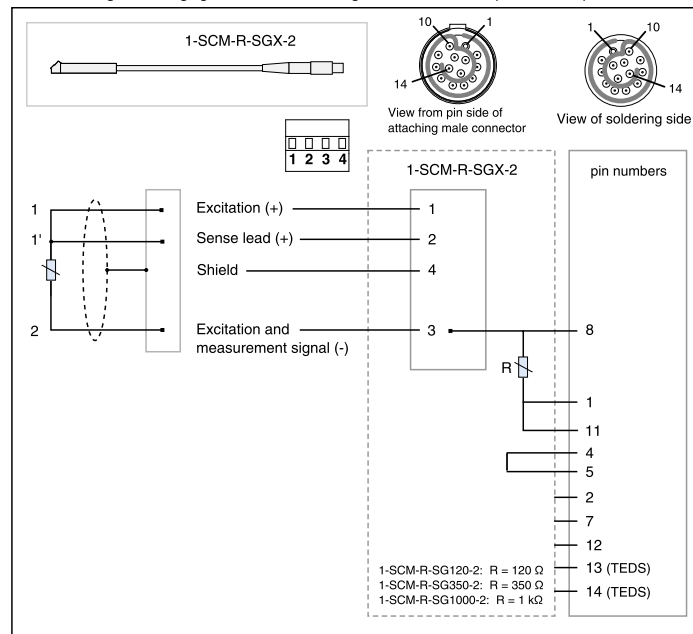 1-SCM-R-SGX-2
10
1
14
View from pin side of
attaching male connector
1
10
14
View of soldering side
1 2 3 4
1-SCM-R-SGX-2
pin numbers
1
Excitation (+)
1
1'
Sense lead (+)
2
Shield
4
2
Excitation and
measurement signal (-)
3
8
R
1
11
4
5
2
7
12
13 (TEDS)
14 (TEDS)
1-SCM-R-SG120-2: R = 120 Ω
1-SCM-R-SG350-2: R = 350 Ω
1-SCM-R-SG1000-2: R = 1 kΩ